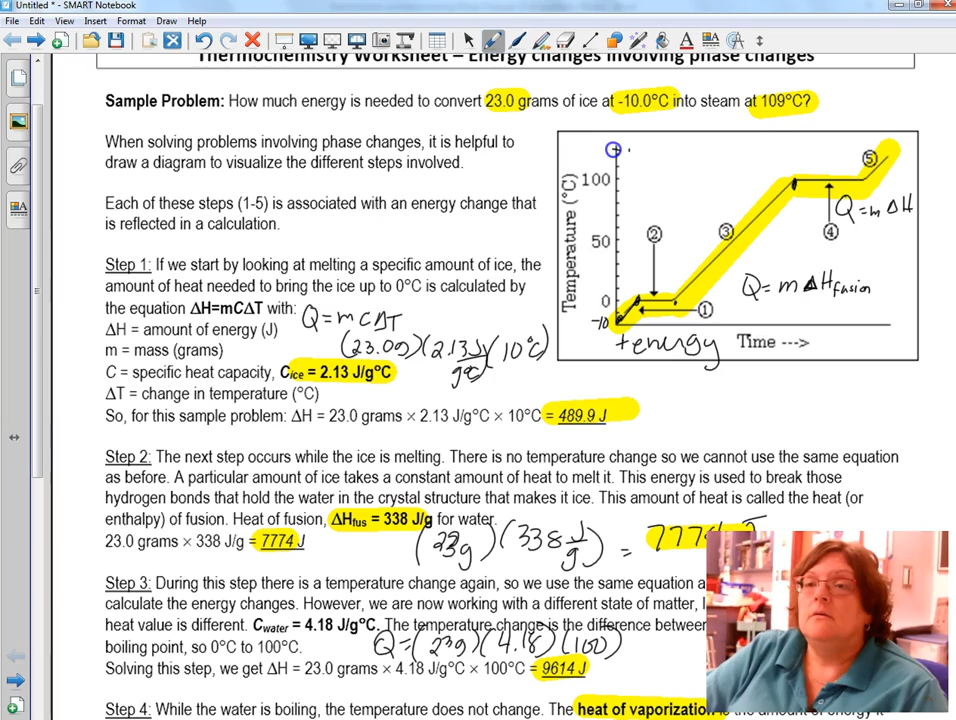 Untitled * - SMART Notebook
File Edit View Insert Format Draw Help
Thermochemistry Worksheet – Energy changes involving phase changes
Sample Problem: How much energy is needed to convert 23.0 grams of ice at -10.0°C into steam at 109°C?
When solving problems involving phase changes, it is helpful to
draw a diagram to visualize the different steps involved.
Each of these steps (1-5) is associated with an energy change that
is reflected in a calculation.
Step 1: If we start by looking at melting a specific amount of ice, the
amount of heat needed to bring the ice up to 0°C is calculated by
the equation ΔH=mCΔT with:
Q=mCΔT
ΔH = amount of energy (J)
(23.0g)(2.13J/g°C)(10°C)
m = mass (grams)
C = specific heat capacity, Cice = 2.13 J/g°C
ΔT = change in temperature (°C)
So, for this sample problem: ΔH = 23.0 grams × 2.13 J/g°C × 10°C = 489.9 J
Temperature (°C)
100
50
0
-10
①
②
③
④
⑤
Q=mΔH
Q=mΔHfusion
+energy
Time --->
Step 2: The next step occurs while the ice is melting. There is no temperature change so we cannot use the same equation
as before. A particular amount of ice takes a constant amount of heat to melt it. This energy is used to break those
hydrogen bonds that hold the water in the crystal structure that makes it ice. This amount of heat is called the heat (or
enthalpy) of fusion. Heat of fusion, ΔHfus = 338 J/g for water.
23.0 grams × 338 J/g = 7774 J
(23g)(338 J/g) = 7774 J
Step 3: During this step there is a temperature change again, so we use the same equation a
calculate the energy changes. However, we are now working with a different state of matter,
heat value is different. Cwater = 4.18 J/g°C. The temperature change is the difference between
boiling point, so 0°C to 100°C.
Q=(23g)(4.18)(100)
Solving this step, we get ΔH = 23.0 grams × 4.18 J/g°C × 100°C = 9614 J
Step 4: While the water is boiling, the temperature does not change. The heat of vaporization